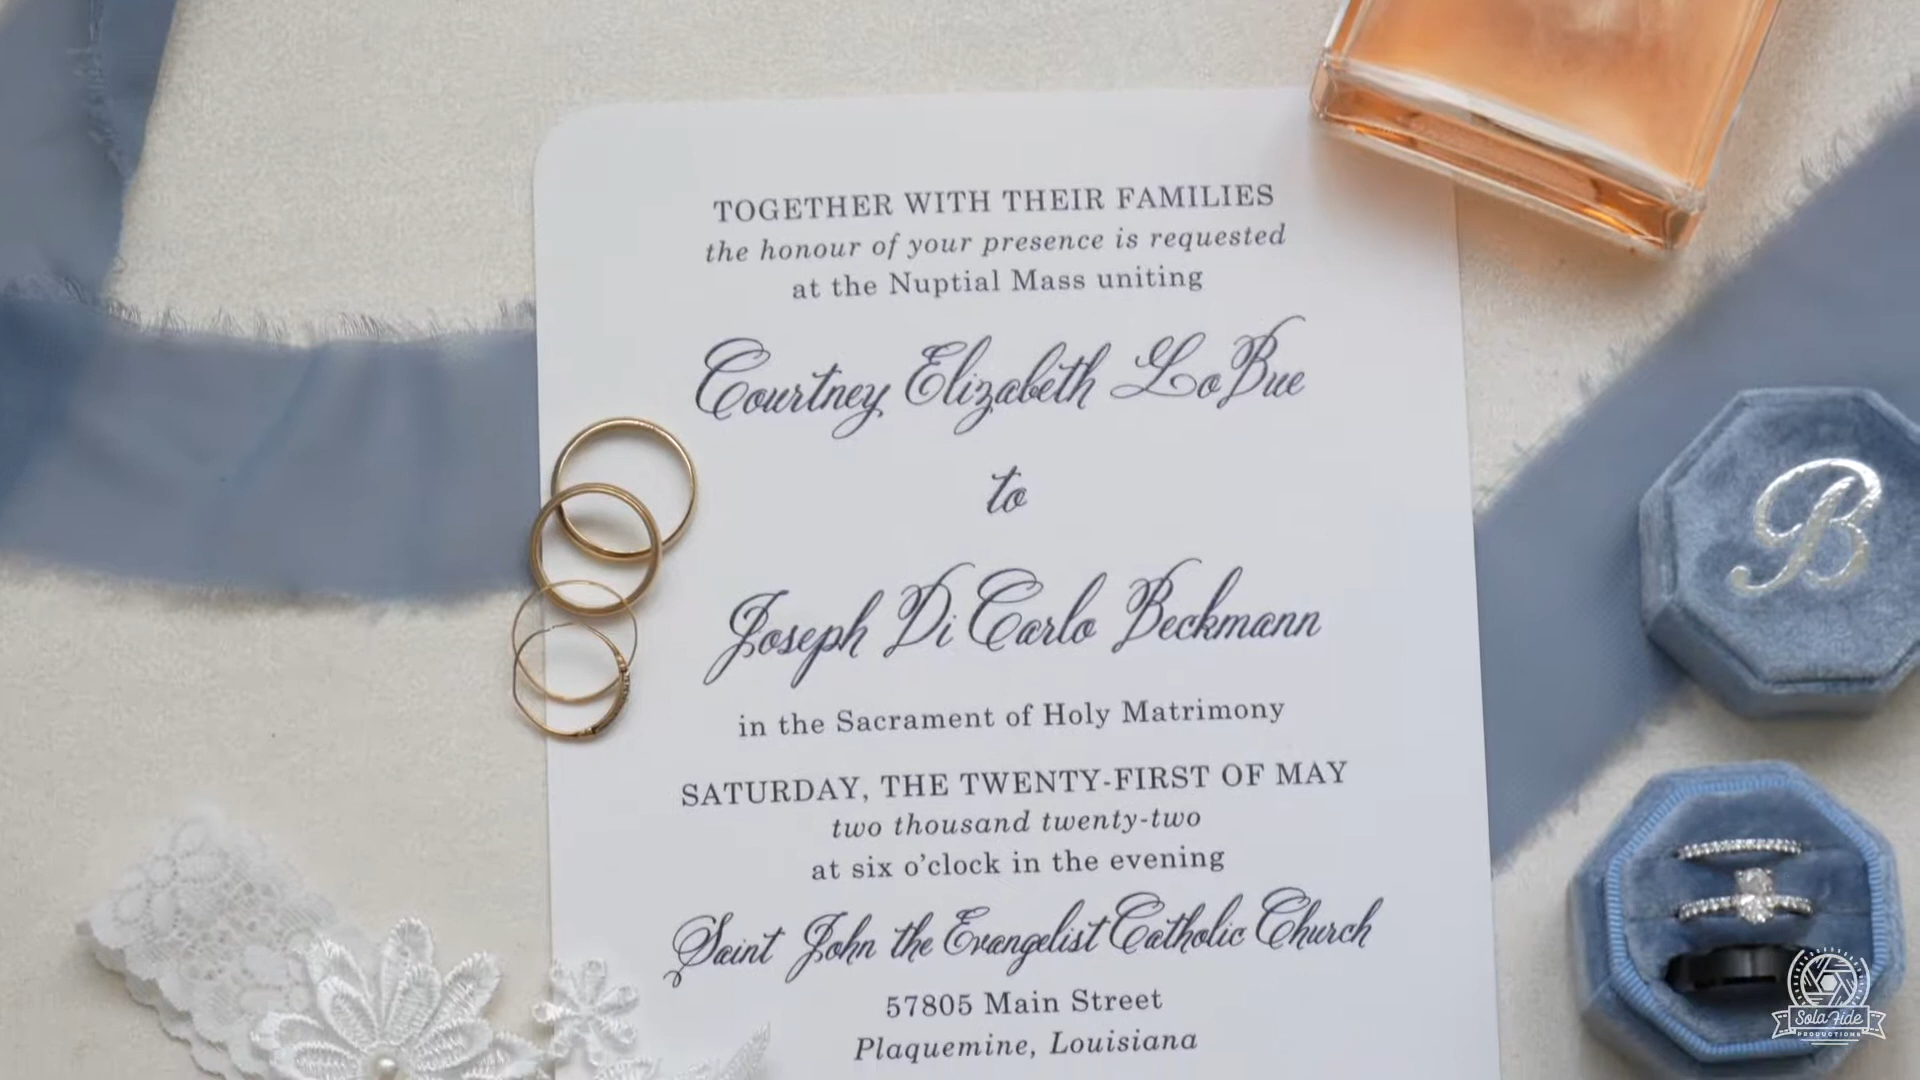 TOGETHER WITH THEIR FAMILIES
the honour of your presence is requested
at the Nuptial Mass uniting
Courtney Elizabeth LoBue
to
Joseph Di Carlo Beckmann
in the Sacrament of Holy Matrimony
SATURDAY, THE TWENTY-FIRST OF MAY
two thousand twenty-two
at six o'clock in the evening
Saint John the Evangelist Catholic Church
57805 Main Street
Plaquemine, Louisiana
B
Sola Fide
PRODUCTIONS